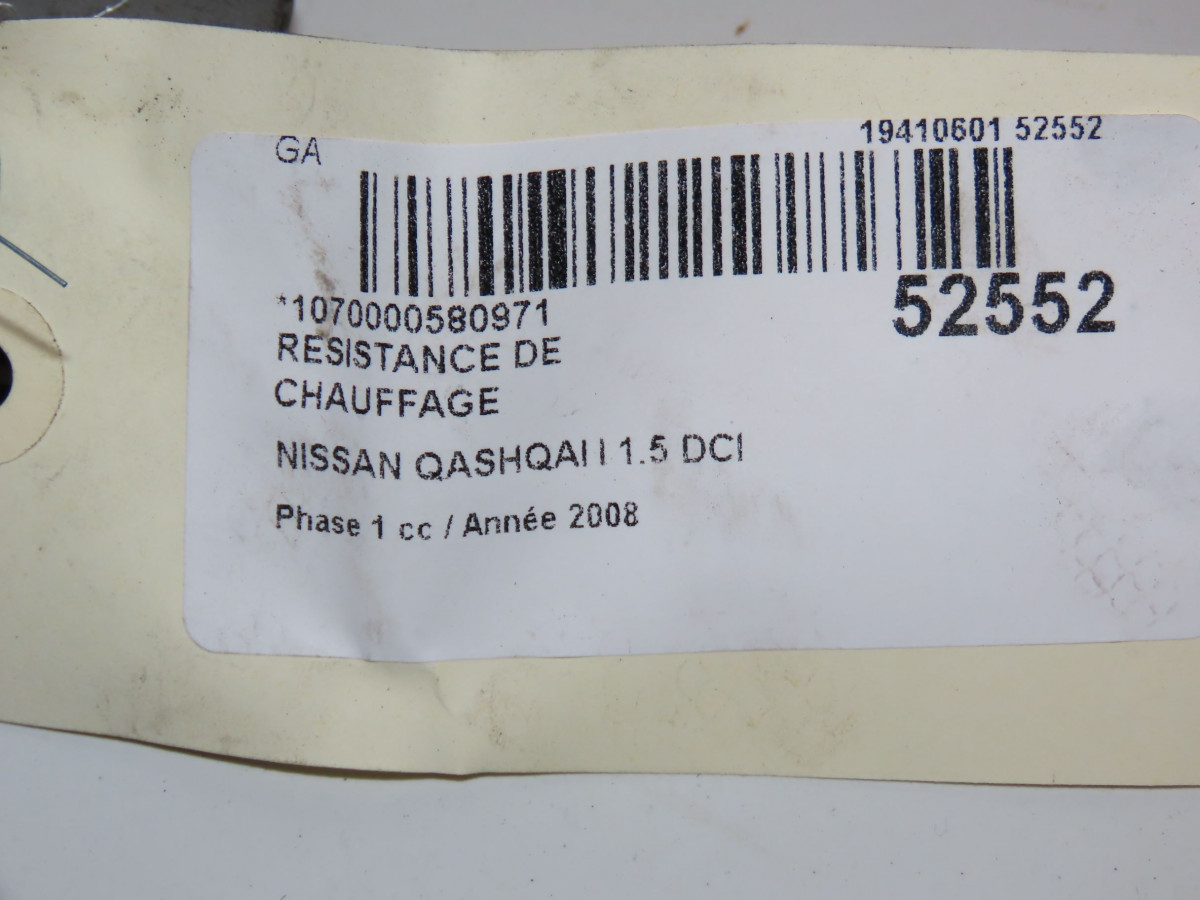 GA
19410601 52552
*1070000580971
52552
RESISTANCE DE
CHAUFFAGE
NISSAN QASHQAI I 1.5 DCI
Phase 1 cc / Année 2008